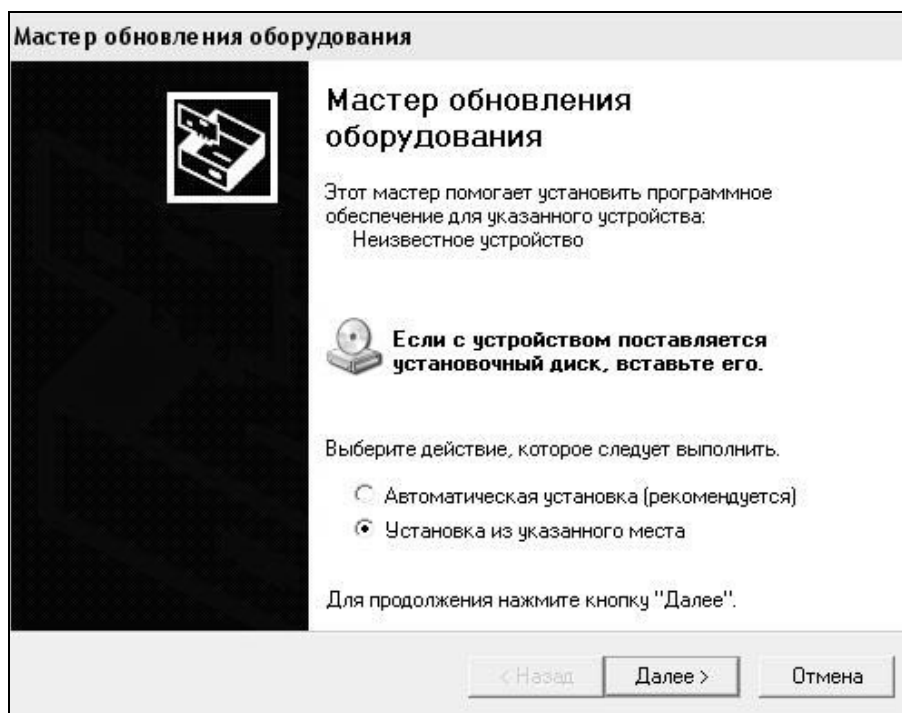 Мастер обновления оборудования
Мастер обновления
оборудования
Этот мастер помогает установить программное
обеспечение для указанного устройства:
Неизвестное устройство
Если с устройством поставляется
установочный диск, вставьте его.
Выберите действие, которое следует выполнить.
Автоматическая установка (рекомендуется)
Установка из указанного места
Для продолжения нажмите кнопку "Далее".
< Назад Далее > Отмена